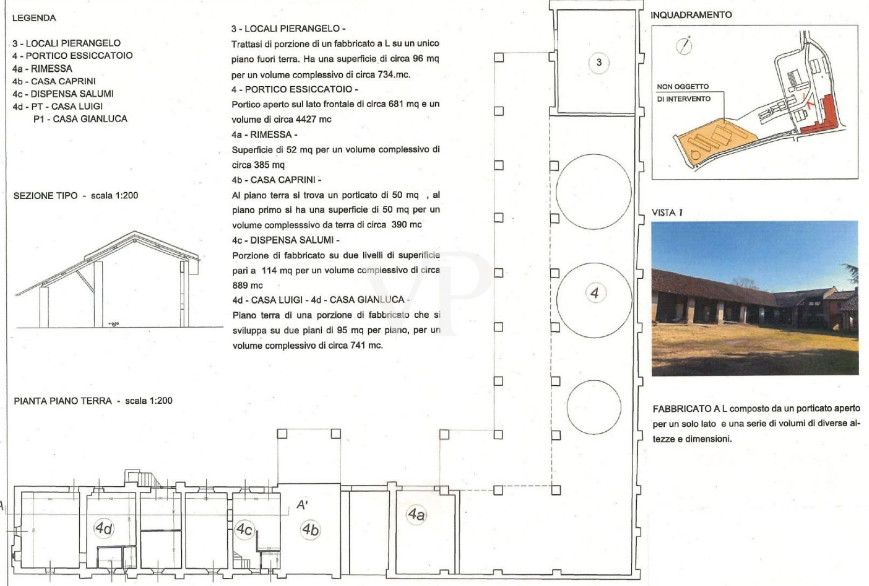 LEGENDA
3 - LOCALI PIERANGELO
4 - PORTICO ESSICCATOIO
4a - RIMESSA
4b - CASA CAPRINI
4c - DISPENSA SALUMI
4d - PT - CASA LUIGI
P1 - CASA GIANLUCA
SEZIONE TIPO - scala 1:200
3 - LOCALI PIERANGELO -
Trattasi di porzione di un fabbricato a L su un unico
piano fuori terra. Ha una superficie di circa 96 mq
per un volume complessivo di circa 734.mc.
4 - PORTICO ESSICCATOIO -
Portico aperto sul lato frontale di circa 681 mq e un
volume di circa 4427 mc
4a - RIMESSA -
Superficie di 52 mq per un volume complessivo di
circa 385 mq
4b - CASA CAPRINI -
Al piano terra si trova un porticato di 50 mq , al
piano primo si ha una superficie di 50 mq per un
volume complesssivo da terra di circa 390 mc
4c - DISPENSA SALUMI -
Porzione di fabbricato su due livelli di superificie
pari a 114 mq per un volume complessivo di circa
889 mc
4d - CASA LUIGI - 4d - CASA GIANLUCA -
Piano terra di una porzione di fabbricato che si
sviluppa su due piani di 95 mq per piano, per un
volume complessivo di circa 741 mc.
VP
PIANTA PIANO TERRA - scala 1:200
3
4
A
A'
4d
4c
4b
4a
INQUADRAMENTO
NON OGGETTO
DI INTERVENTO
VISTA 1
FABBRICATO A L composto da un porticato aperto
per un solo lato e una serie di volumi di diverse al-
tezze e dimensioni.